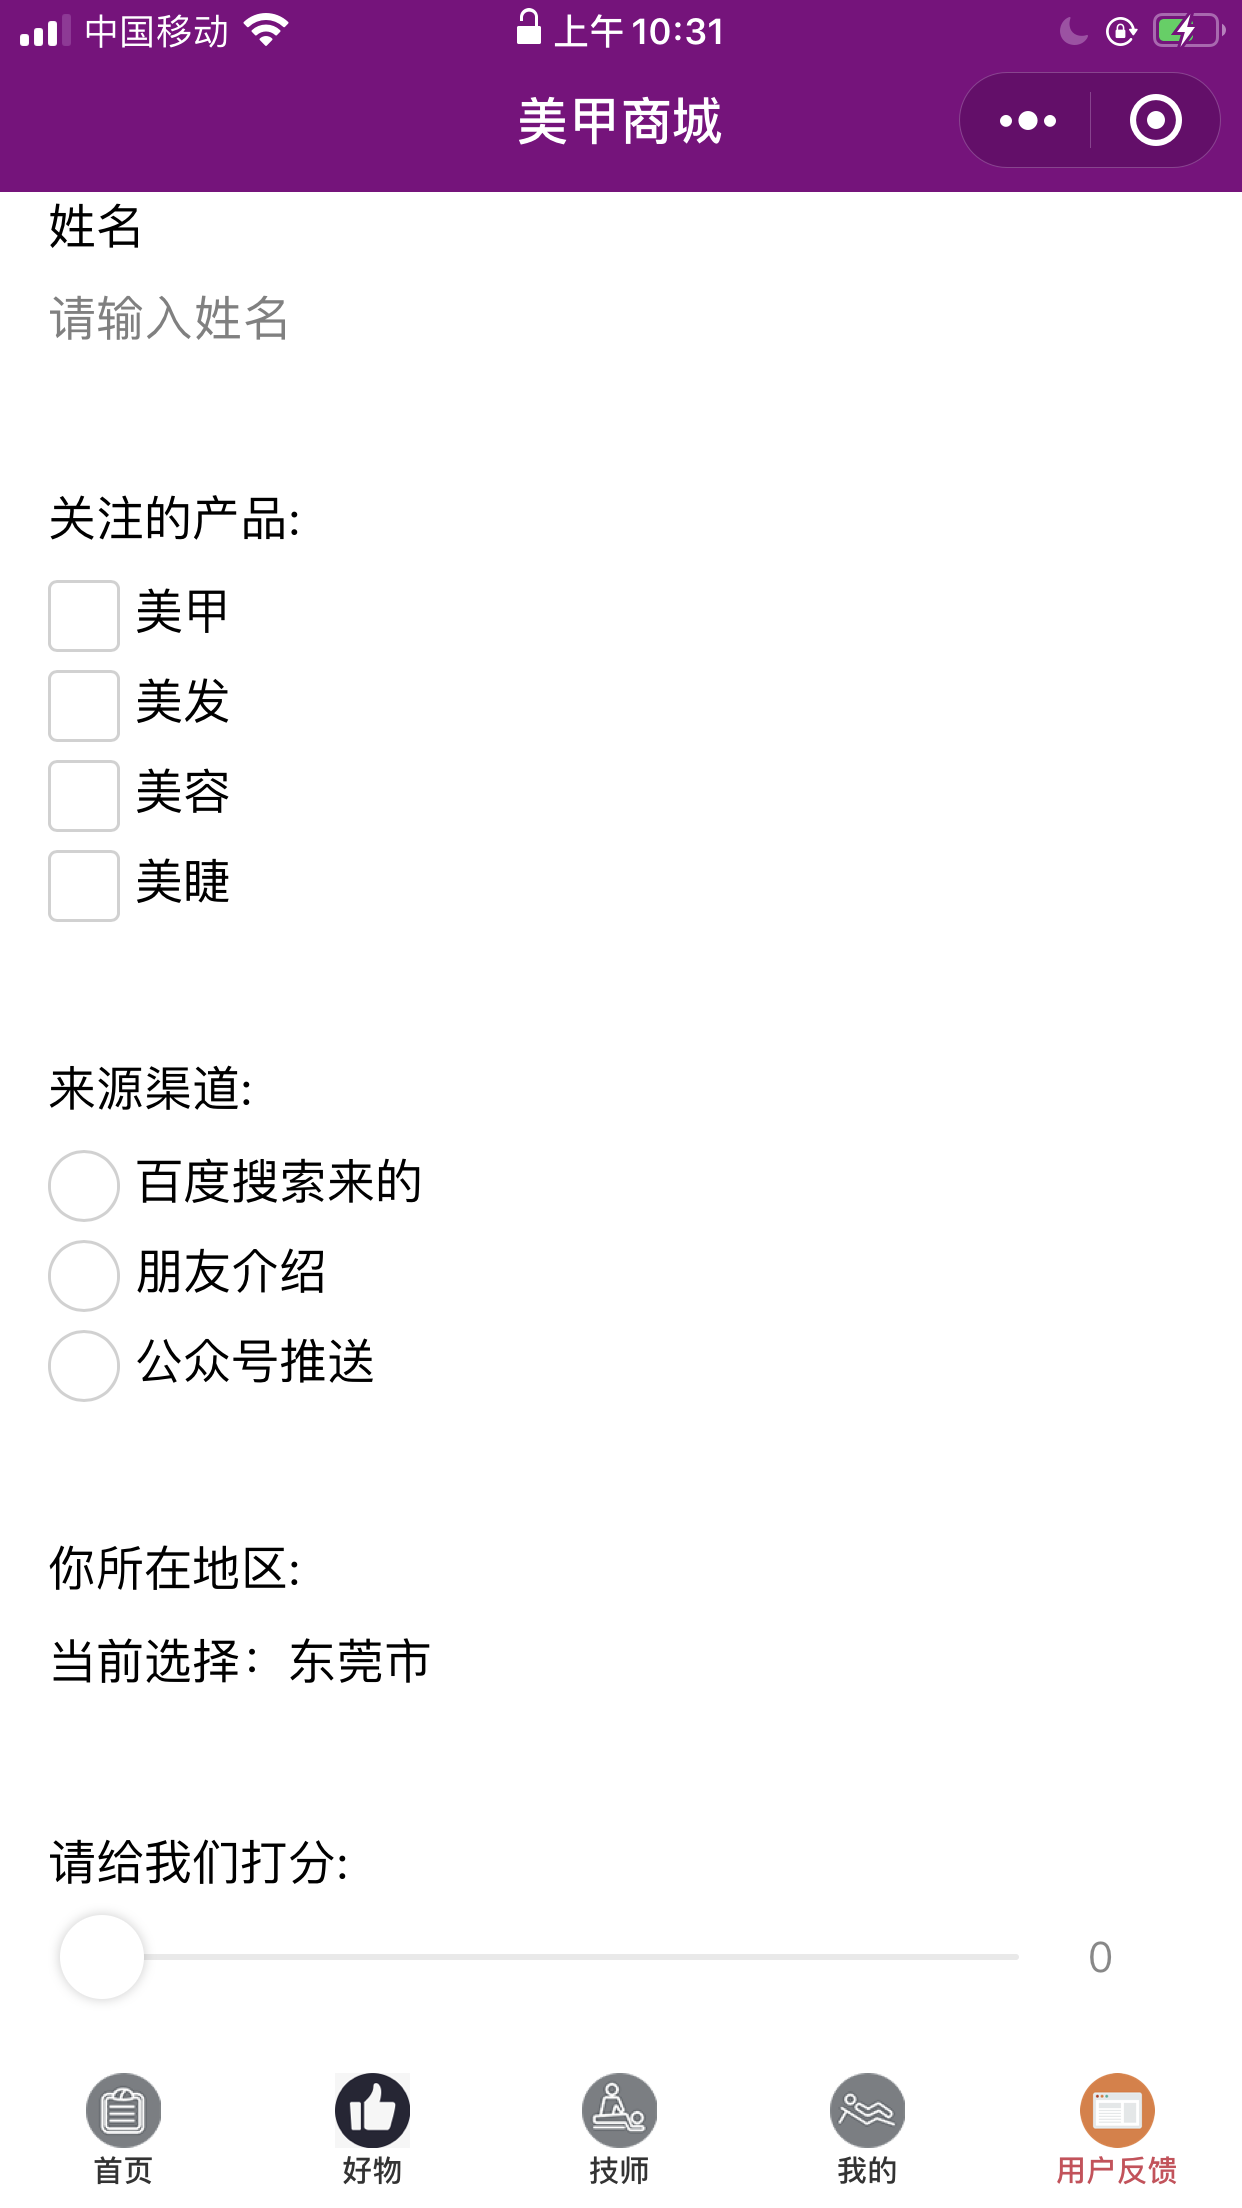 中国移动 上午 10:31
美甲商城
姓名
请输入姓名
关注的产品:
美甲
美发
美容
美睫
来源渠道:
百度搜索来的
朋友介绍
公众号推送
你所在地区:
当前选择：东莞市
请给我们打分:
0
首页 好物 技师 我的 用户反馈